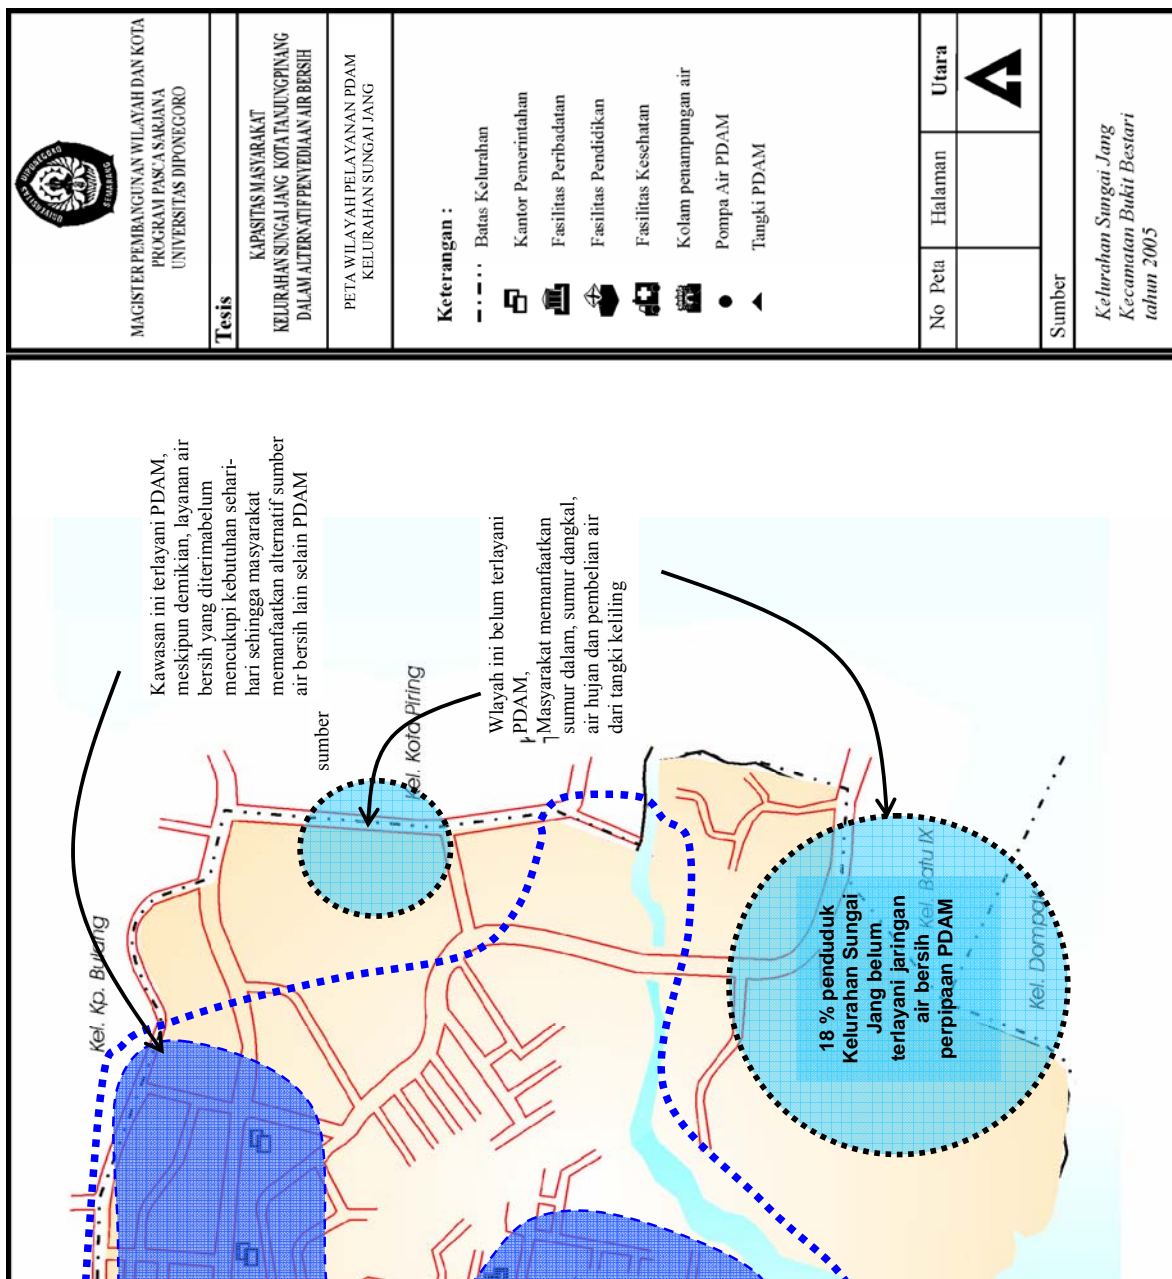 UNIVERSITAS DIPONEGORO
SEMARANG
MAGISTER PEMBANGUNAN WILAYAH DAN KOTA
PROGRAM PASCA SARJANA
UNIVERSITAS DIPONEGORO
Tesis
KAPASITAS MASYARAKAT
KELURAHAN SUNGAI JANG KOTA TANJUNGPINANG
DALAM ALTERNATIF PENYEDIAAN AIR BERSIH
PETA WILAYAH PELAYANAN PDAM
KELURAHAN SUNGAI JANG
Keterangan :
Batas Kelurahan
Kantor Pemerintahan
Fasilitas Peribadatan
Fasilitas Pendidikan
Fasilitas Kesehatan
Kolam penampungan air
Pompa Air PDAM
Tangki PDAM
No Peta
Halaman
Utara
Sumber
Kelurahan Sungai Jang
Kecamatan Bukit Bestari
tahun 2005
Kawasan ini terlayani PDAM,
meskipun demikian, layanan air
bersih yang diterimabelum
mencukupi kebutuhan sehari-
hari sehingga masyarakat
memanfaatkan alternatif sumber
air bersih lain selain PDAM
sumber
Wlayah ini belum terlayani
PDAM,
Masyarakat memanfaatkan
sumur dalam, sumur dangkal,
air hujan dan pembelian air
dari tangki keliling
Kel. Kp. Bulang
Kel. Kota Piring
Kel. Batu IX
Kel. Dompak
18 % penduduk
Kelurahan Sungai
Jang belum
terlayani jaringan
air bersih
perpipaan PDAM